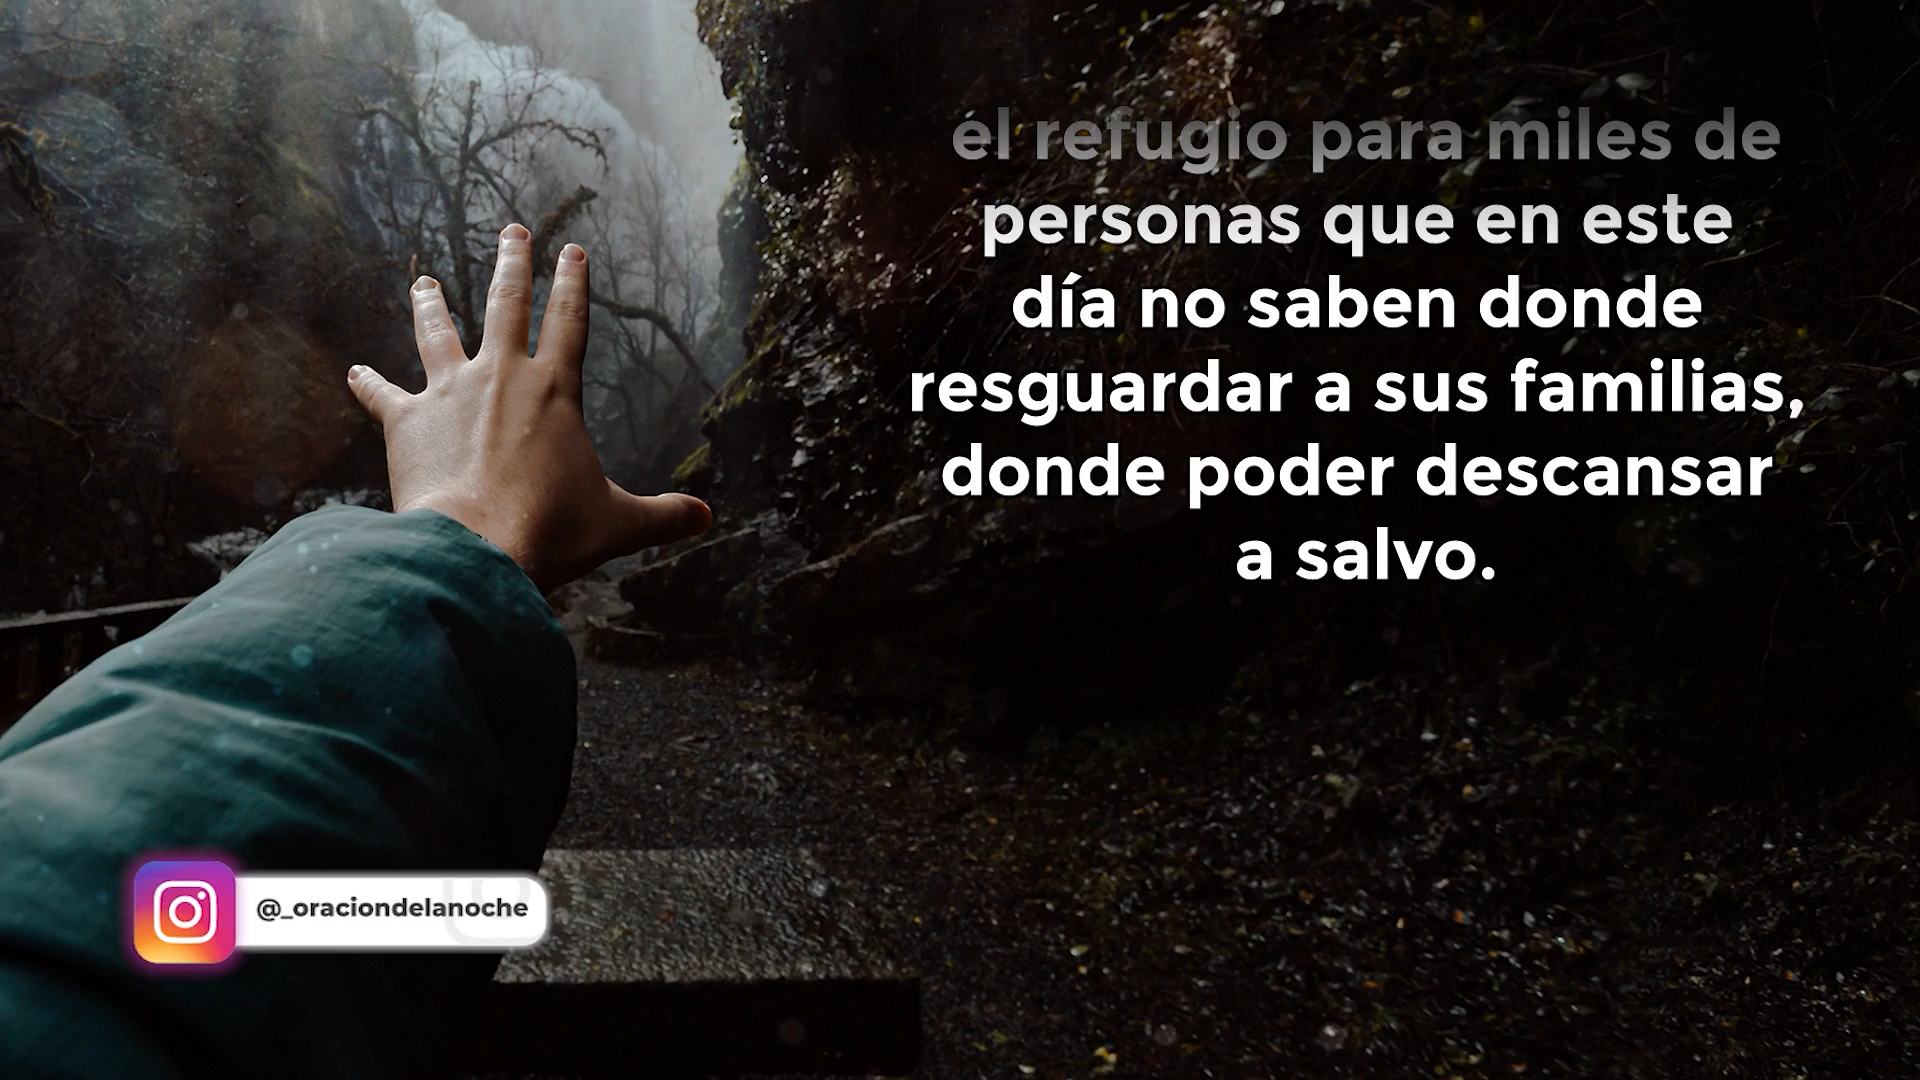 el refugio para miles de
personas que en este
día no saben donde
resguardar a sus familias,
donde poder descansar
a salvo.
@_oraciondelanoche